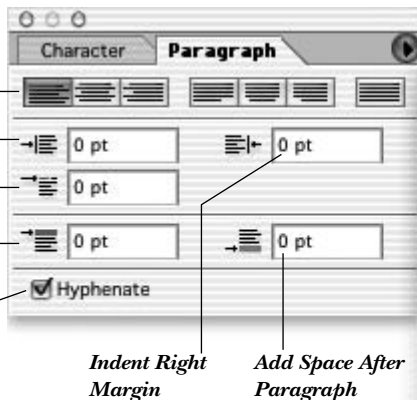 Character Paragraph
0 pt 0 pt
0 pt
0 pt 0 pt
Hyphenate
Indent Right Add Space After
Margin Paragraph